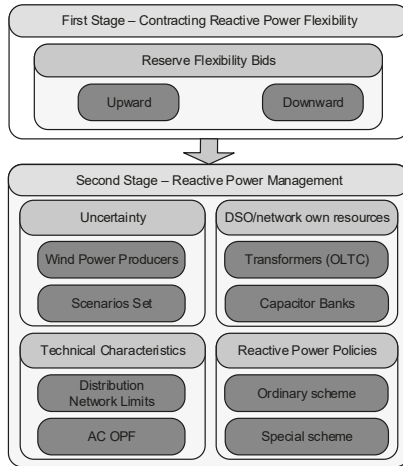 First Stage – Contracting Reactive Power Flexibility
Reserve Flexibility Bids
Upward
Downward
Second Stage – Reactive Power Management
Uncertainty
Wind Power Producers
Scenarios Set
DSO/network own resources
Transformers (OLTC)
Capacitor Banks
Technical Characteristics
Distribution
Network Limits
AC OPF
Reactive Power Policies
Ordinary scheme
Special scheme